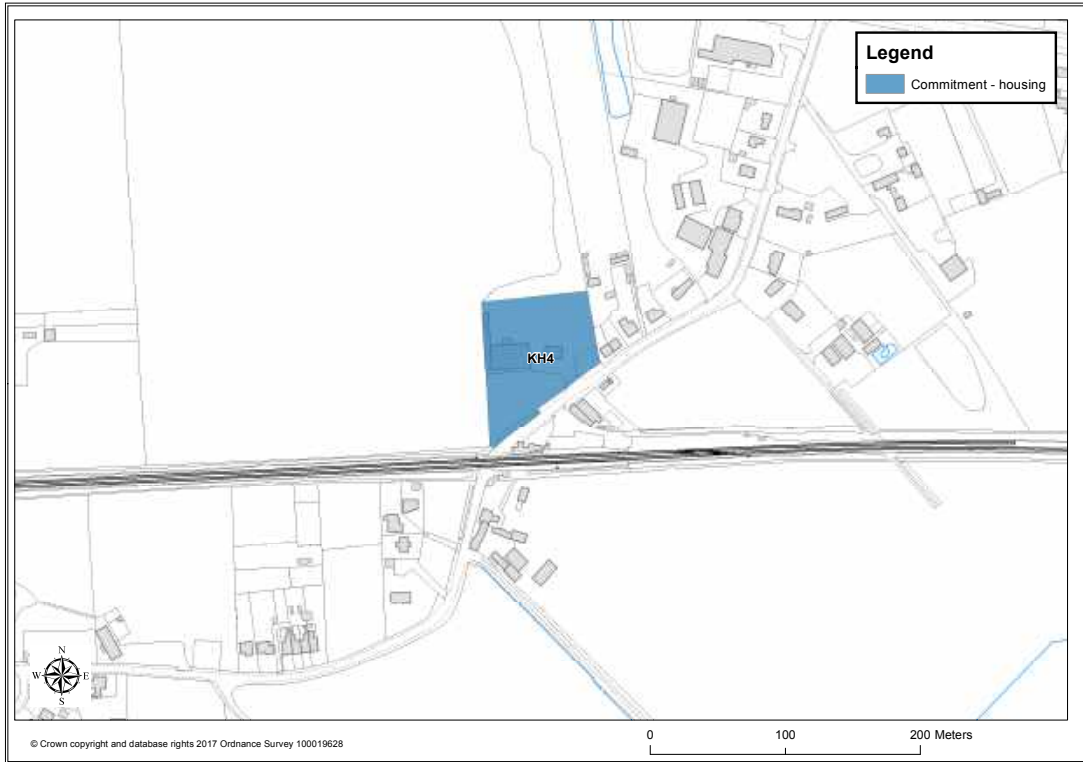 Legend
Commitment - housing
KH4
N
W E
S
© Crown copyright and database rights 2017 Ordnance Survey 100019628
0 100 200 Meters